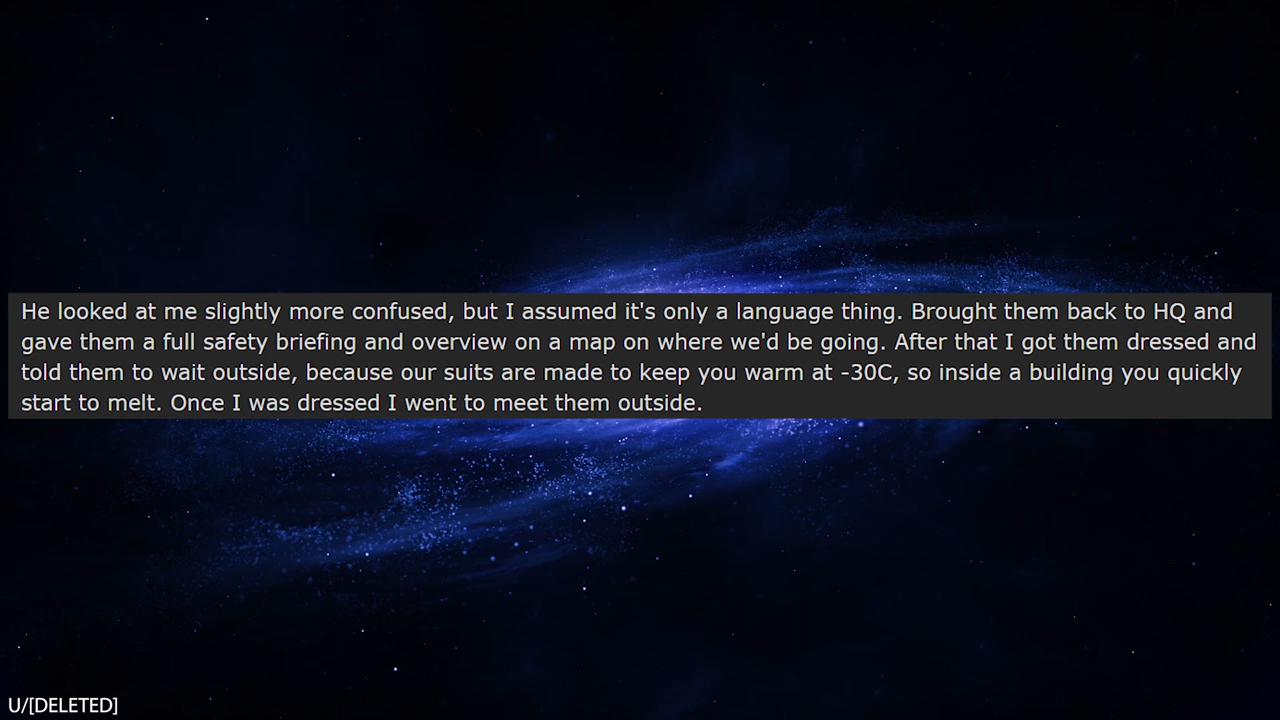 He looked at me slightly more confused, but I assumed it's only a language thing. Brought them back to HQ and
gave them a full safety briefing and overview on a map on where we'd be going. After that I got them dressed and
told them to wait outside, because our suits are made to keep you warm at -30C, so inside a building you quickly
start to melt. Once I was dressed I went to meet them outside.
U/[DELETED]